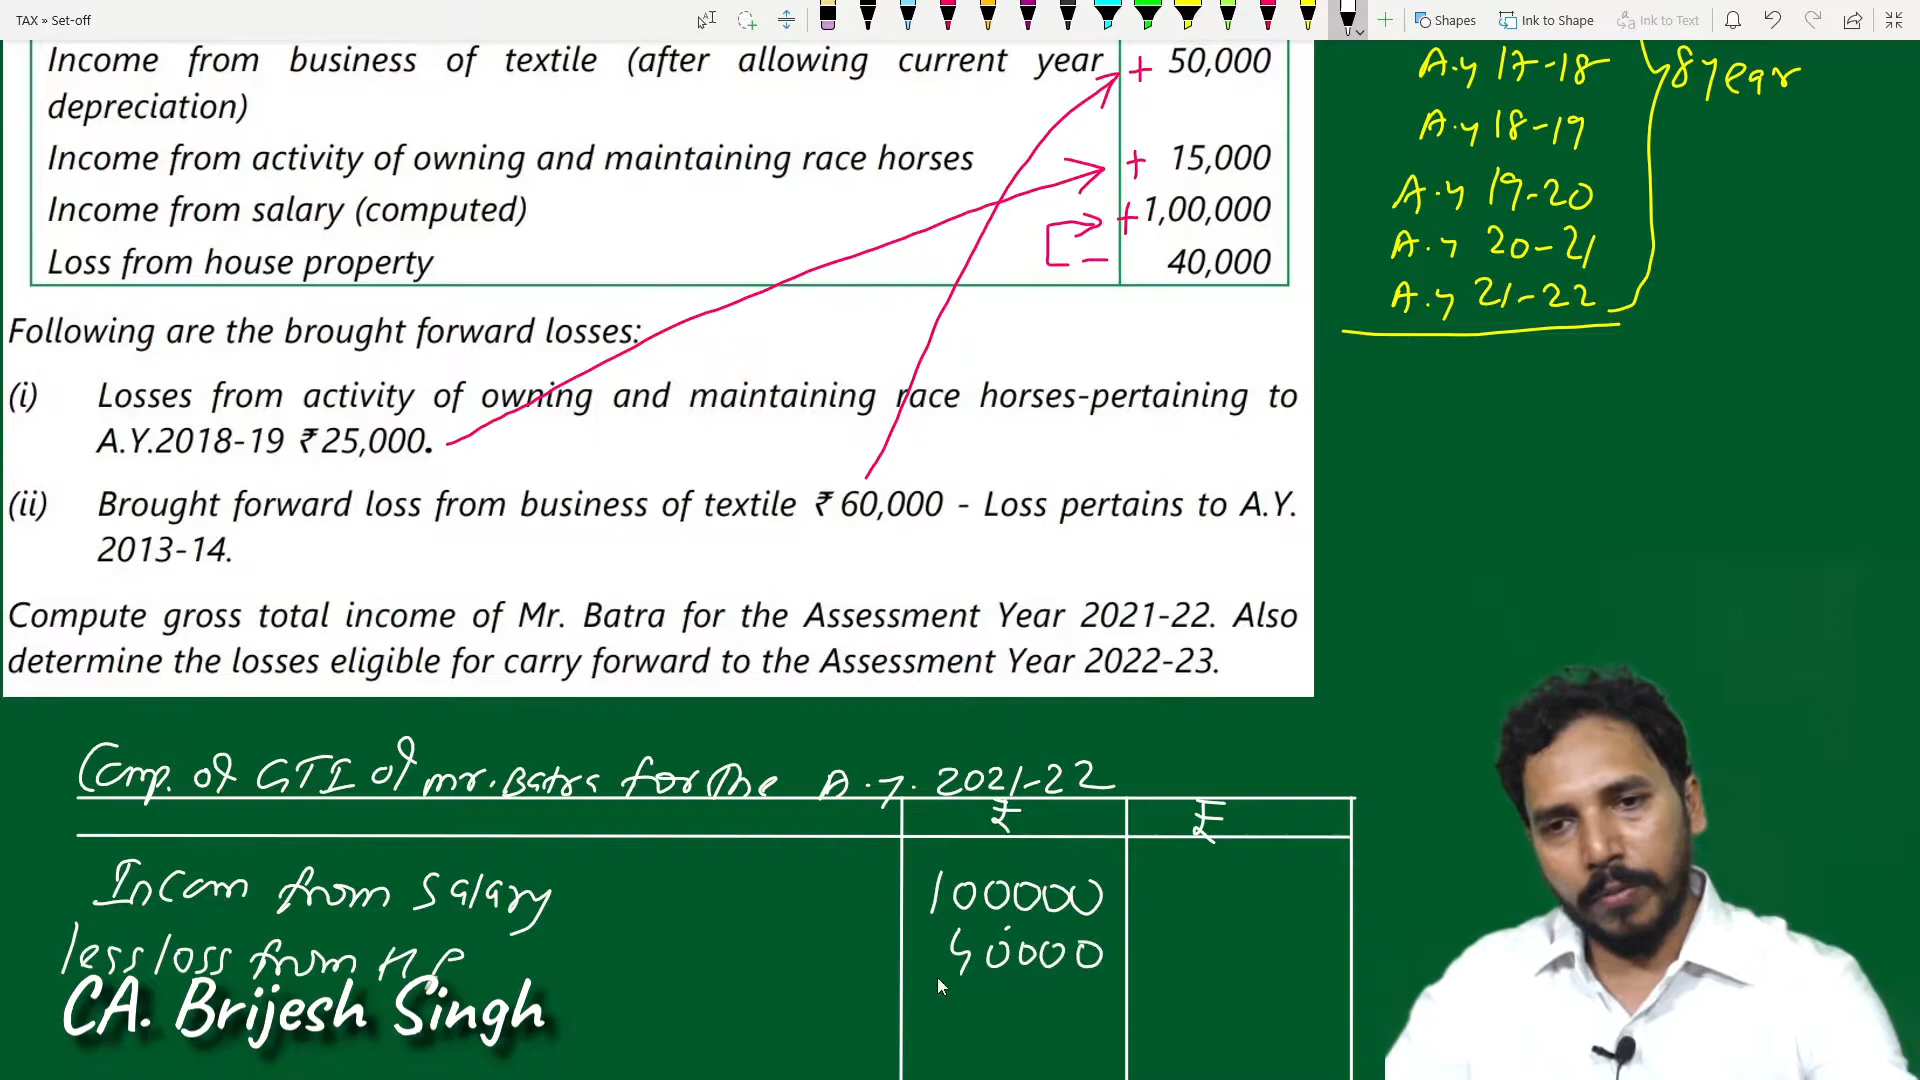 TAX » Set-off
Shapes
Ink to Shape
Ink to Text
Income from business of textile (after allowing current year + 50,000
depreciation)
Income from activity of owning and maintaining race horses + 15,000
Income from salary (computed) + 1,00,000
Loss from house property - 40,000
Following are the brought forward losses:
(i) Losses from activity of owning and maintaining race horses-pertaining to
A.Y.2018-19 ₹ 25,000.
(ii) Brought forward loss from business of textile ₹ 60,000 - Loss pertains to A.Y.
2013-14.
Compute gross total income of Mr. Batra for the Assessment Year 2021-22. Also
determine the losses eligible for carry forward to the Assessment Year 2022-23.
A.y 17-18
8 year
A.y 18-19
A.y 19-20
A.y 20-21
A.y 21-22
Comp. of GTI of mr. Batra for the A.y. 2021-22
₹ ₹
Incom from salary 100000
less loss from HP 40000
CA. Brijesh Singh